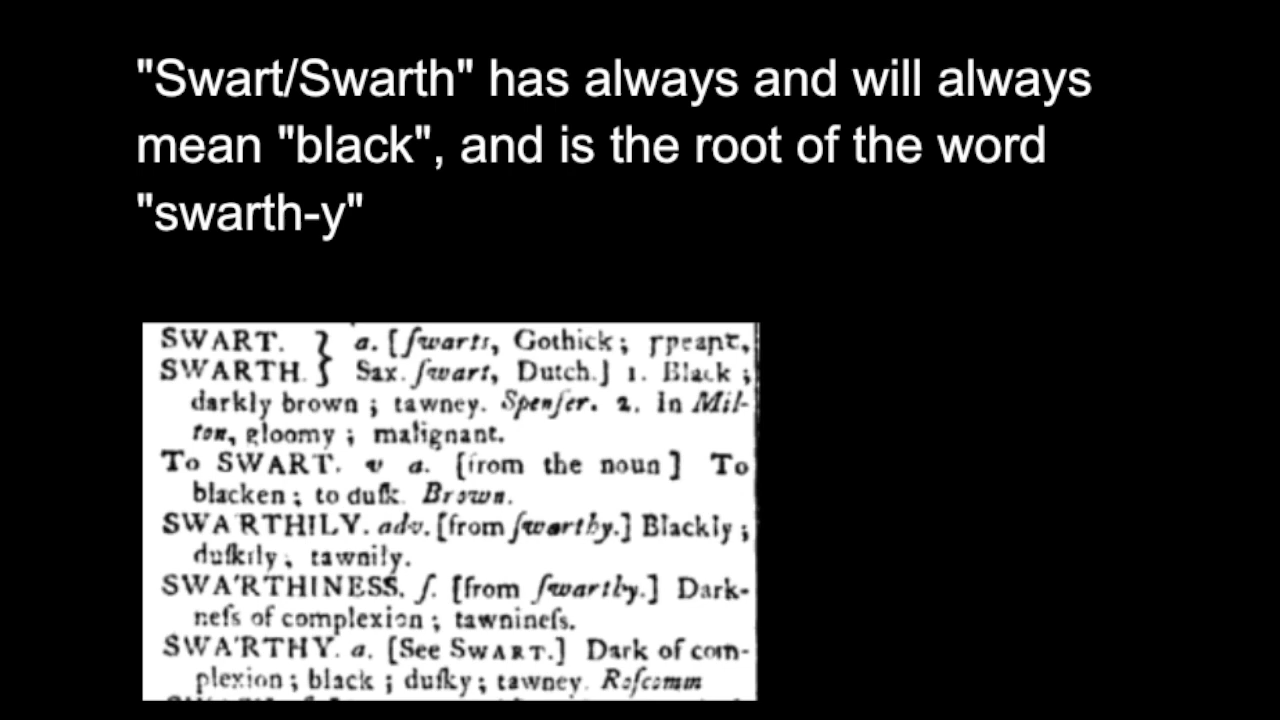 "Swart/Swarth" has always and will always
mean "black", and is the root of the word
"swarth-y"
SWART. } a. [ſwarts, Gothick; ꞅpeaꞃꞇ,
SWARTH. } Sax. ſwart, Dutch.] 1. Black;
darkly brown; tawney. Spenſer. 2. In Mil-
ton, gloomy; malignant.
To SWART. v a. [from the noun] To
blacken; to duſk. Brown.
SWA'RTHILY. adv. [from ſwarthy.] Blackly;
duſkily; tawnily.
SWA'RTHINESS. ſ. [from ſwarthy.] Dark-
neſs of complexion; tawnineſs.
SWA'RTHY. a. [See SWART.] Dark of com-
plexion; black; duſky; tawney. Roſcomm